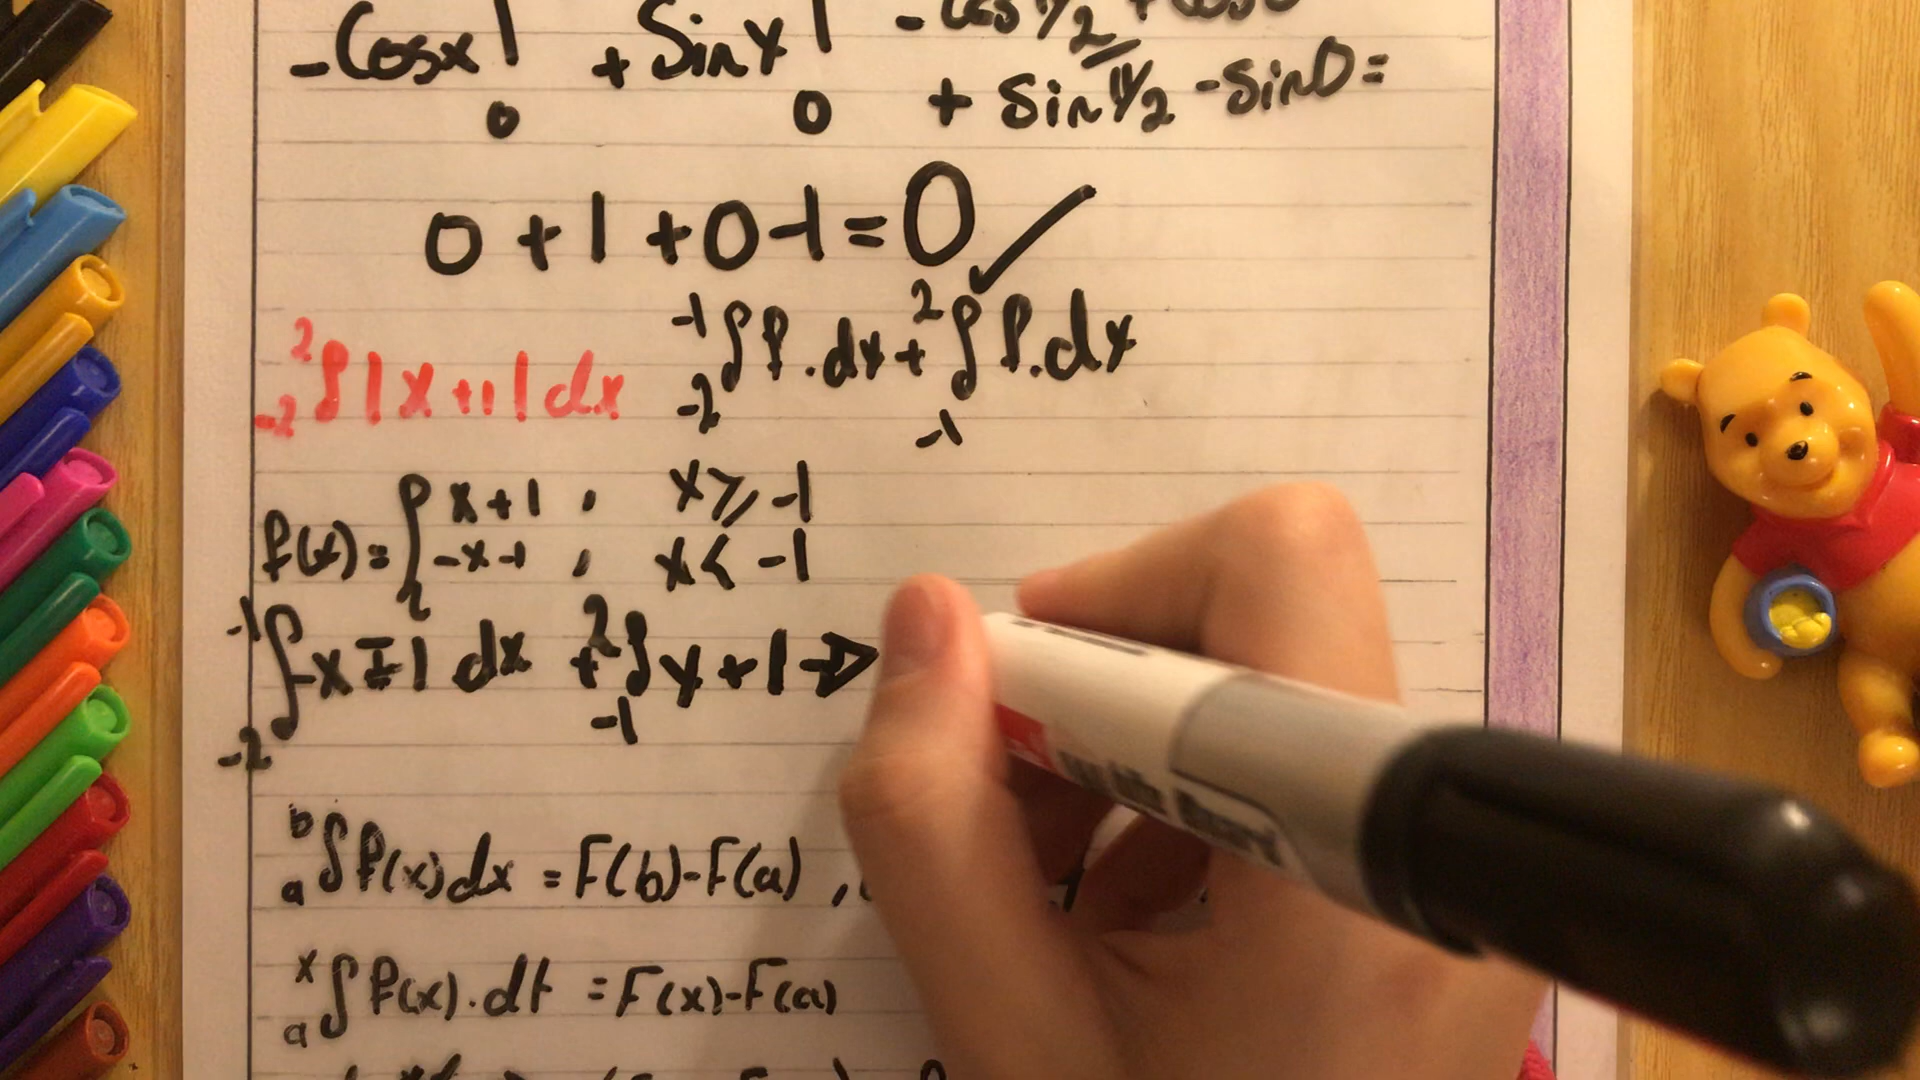 -Cosx| +Sinx| -Cos π/2 +
0 0 + Sin π/2 - Sin0 =
0 + 1 + 0 -1 = 0 ✓
-2∫2 |x+1| dx -2∫-1 f.dx + -1∫2 f.dx
f(x) = { x+1 , x ≥ -1
-x-1 , x < -1
-2∫-1 -x-1 dx + -1∫2 x+1 →
a∫b f(x)dx = F(b)-F(a) ,
a∫x f(x).dt = F(x)-F(a)